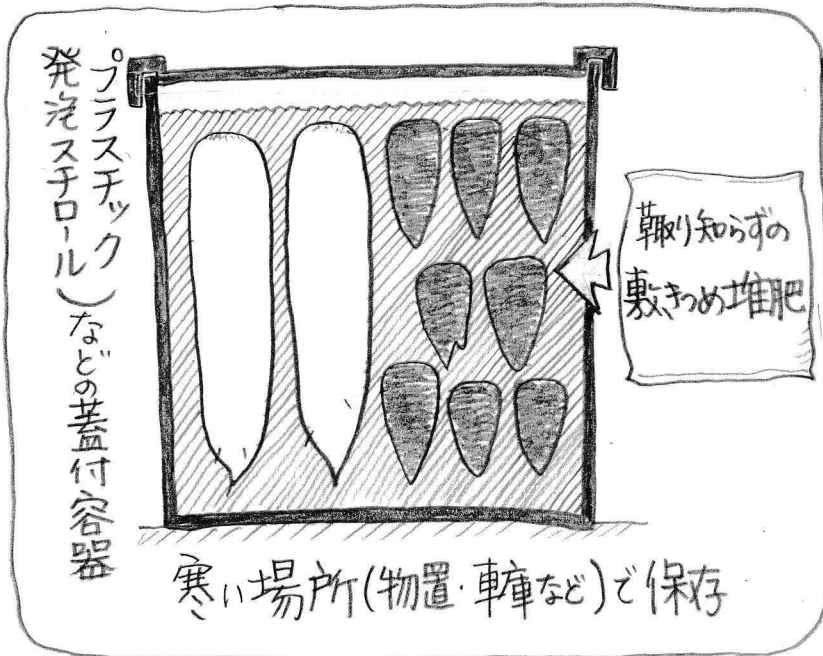 プラスチック
発泡スチロール)などの蓋付容器
草取り知らずの
敷きつめ堆肥
寒い場所(物置・車庫など)で保存